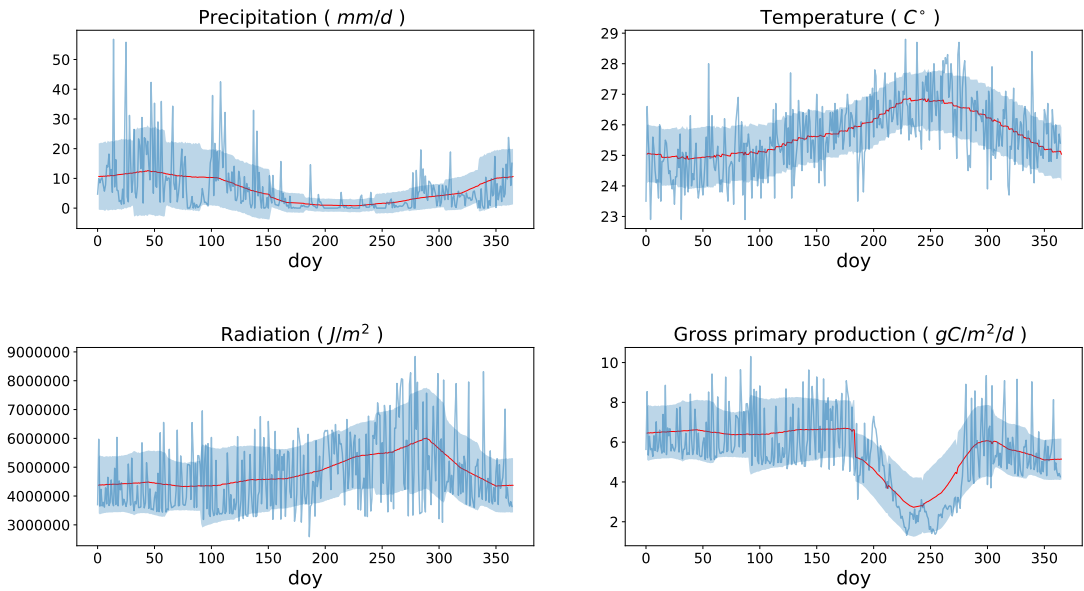 Precipitation ( mm/d )
50
40
30
20
10
0
0 50 100 150 200 250 300 350
doy
Temperature ( C° )
29
28
27
26
25
24
23
0 50 100 150 200 250 300 350
doy
Radiation ( J/m² )
9000000
8000000
7000000
6000000
5000000
4000000
3000000
0 50 100 150 200 250 300 350
doy
Gross primary production ( gC/m²/d )
10
8
6
4
2
0 50 100 150 200 250 300 350
doy